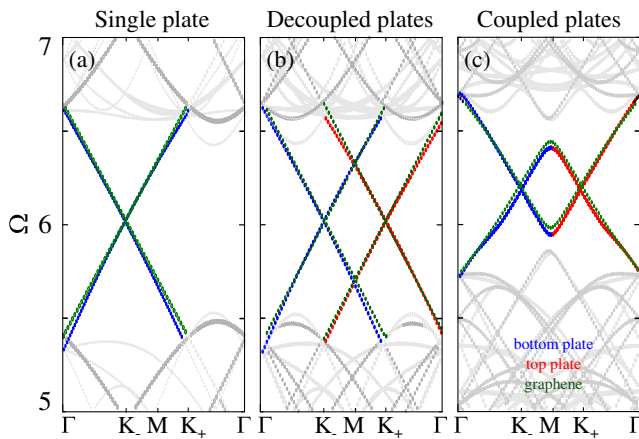 Single plate Decoupled plates Coupled plates
7
(a) (b) (c)
Ω 6
bottom plate
top plate
graphene
5
Γ K- M K+ Γ Γ K- M K+ Γ Γ K- M K+ Γ